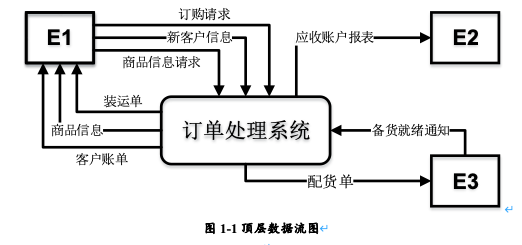 E1
订购请求
新客户信息
商品信息请求
应收账户报表
E2
装运单
商品信息
客户账单
订单处理系统
备货就绪通知
配货单
E3
图 1-1 顶层数据流图